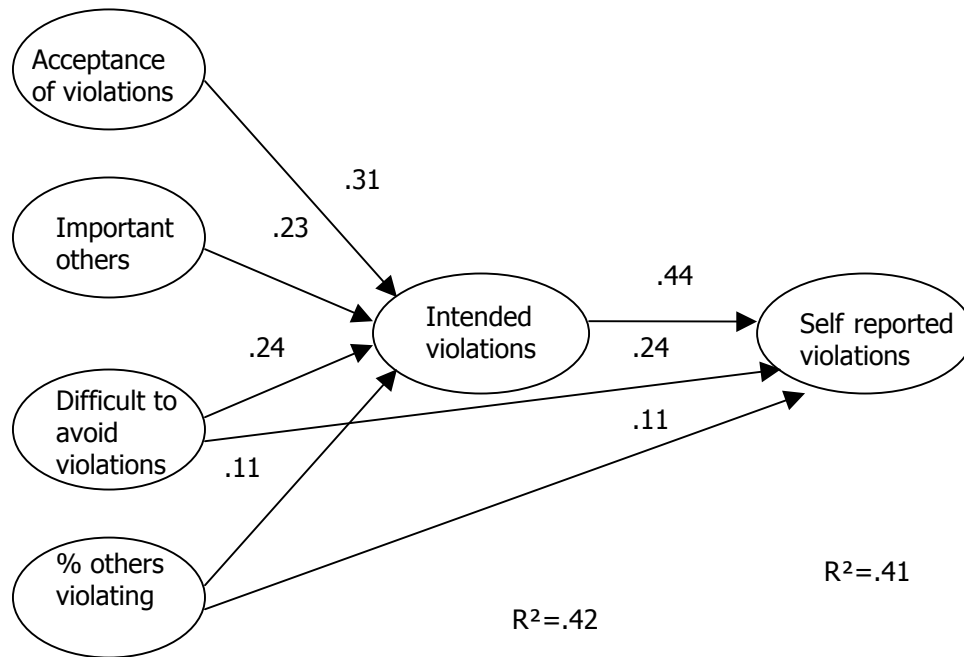 Acceptance
of violations
.31
.23
Important
others
.44
Intended
violations
Self reported
violations
.24
.24
Difficult to
avoid
violations
.11
.11
% others
violating
R²=.41
R²=.42